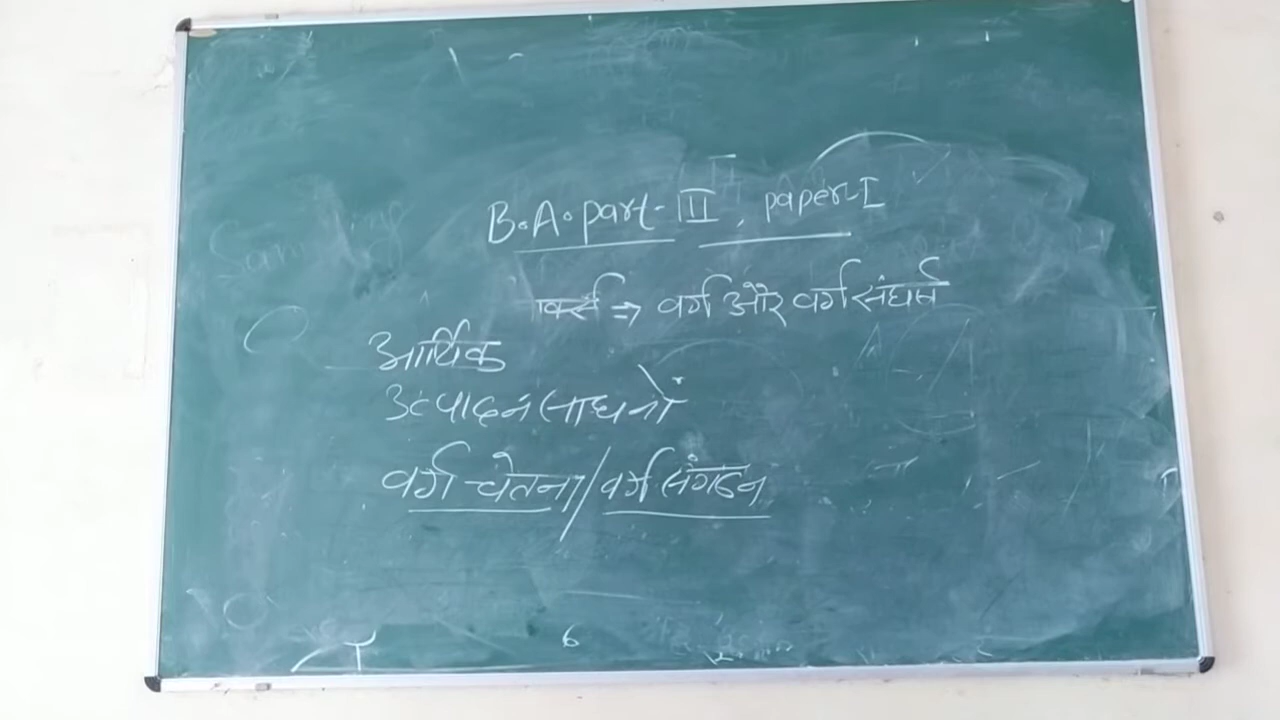 B.A. part-III, paper-I
मार्क्स ⇒ वर्ग और वर्ग संघर्ष
आर्थिक
उत्पादन साधनों
वर्ग चेतना/वर्ग संगठन